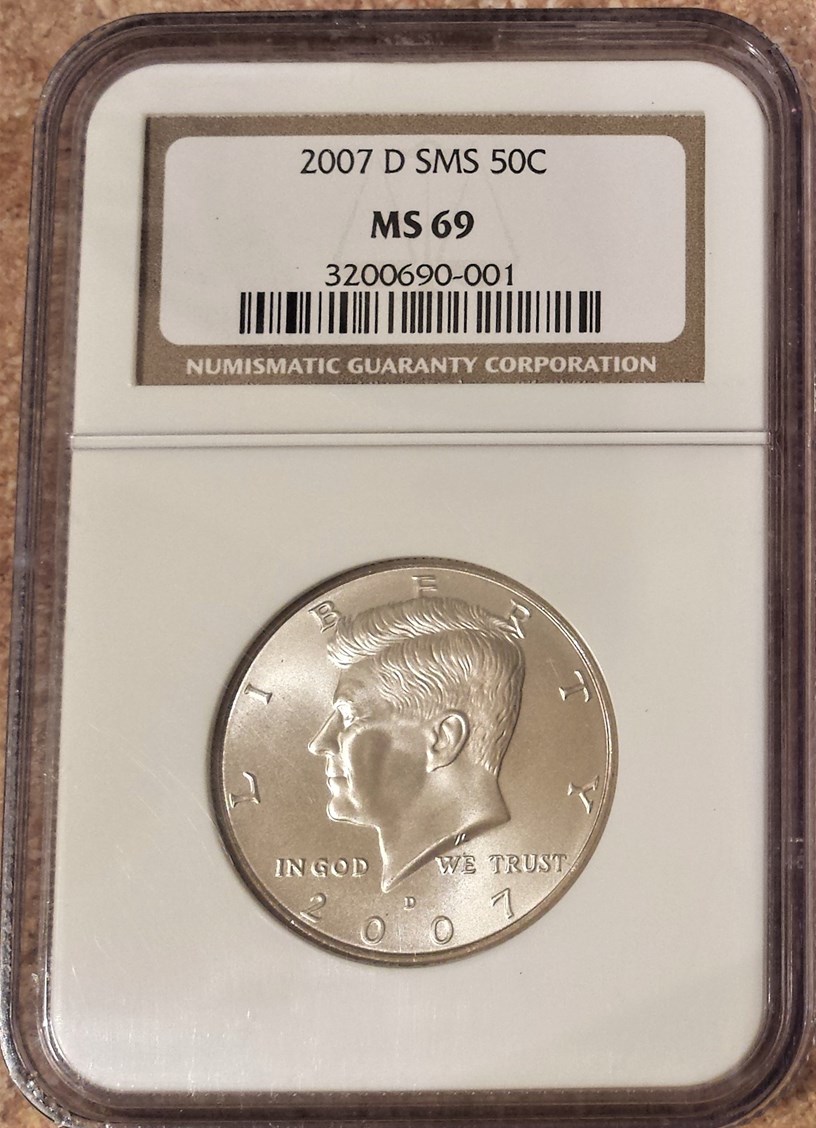 2007 D SMS 50C
MS 69
3200690-001
NUMISMATIC GUARANTY CORPORATION
LIBERTY
IN GOD WE TRUST
D
2007